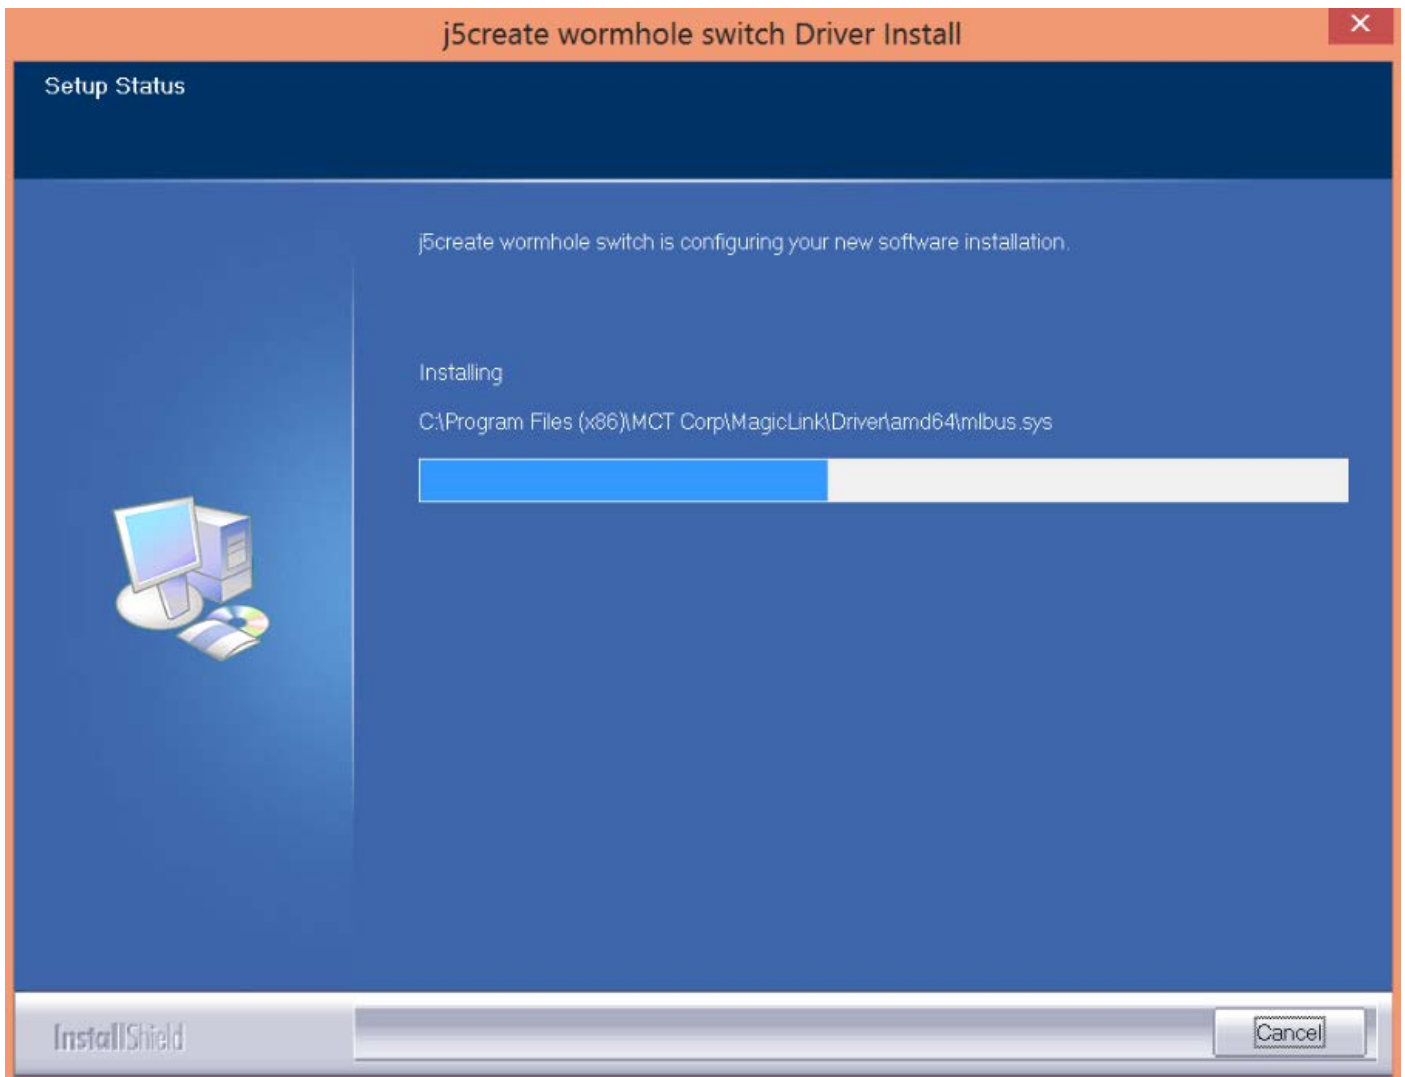 j5create wormhole switch Driver Install
Setup Status
j5create wormhole switch is configuring your new software installation.
Installing
C:\Program Files (x86)\MCT Corp\MagicLink\Driver\amd64\mlbus.sys
InstallShield
Cancel